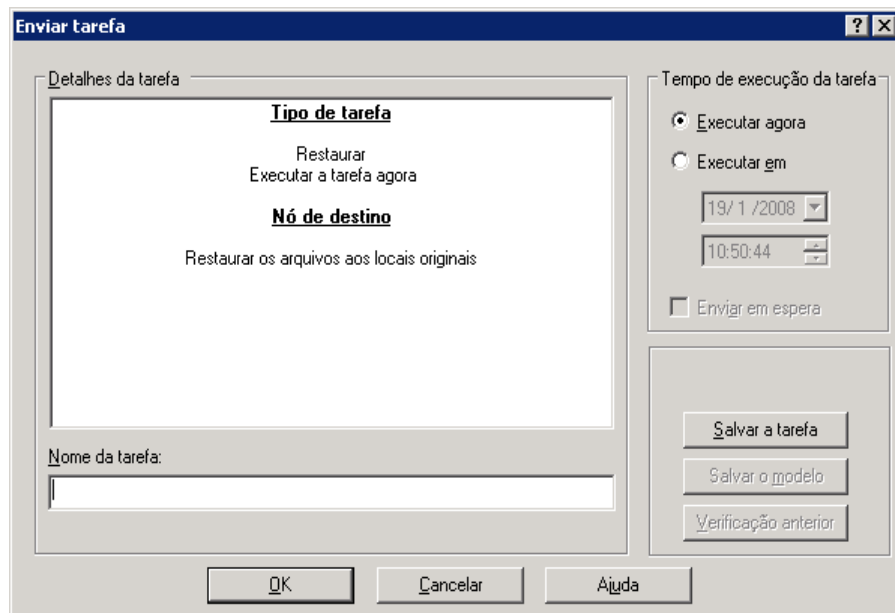 Enviar tarefa
Detalhes da tarefa
Tipo de tarefa
Restaurar
Executar a tarefa agora
Nó de destino
Restaurar os arquivos aos locais originais
Nome da tarefa:
Tempo de execução da tarefa
Executar agora
Executar em
19/ 1 /2008
10:50:44
Enviar em espera
Salvar a tarefa
Salvar o modelo
Verificação anterior
OK
Cancelar
Ajuda